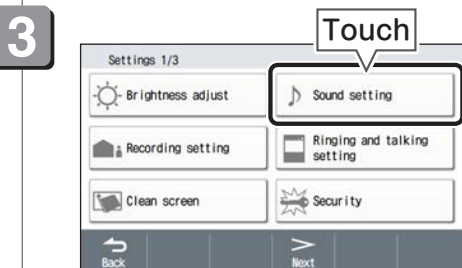 3
Touch
Settings 1/3
Brightness adjust
Sound setting
Recording setting
Ringing and talking
setting
Clean screen
Security
Back
Next